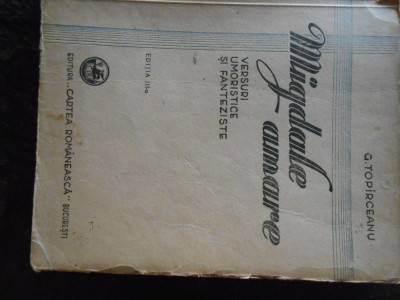 G. TOPÎRCEANU
Migdale
amare
VERSURI
UMORISTICE
ȘI FANTEZISTE
EDIȚIA III-a
EDITURA „CARTEA ROMÂNEASCĂ” BUCUREȘTI